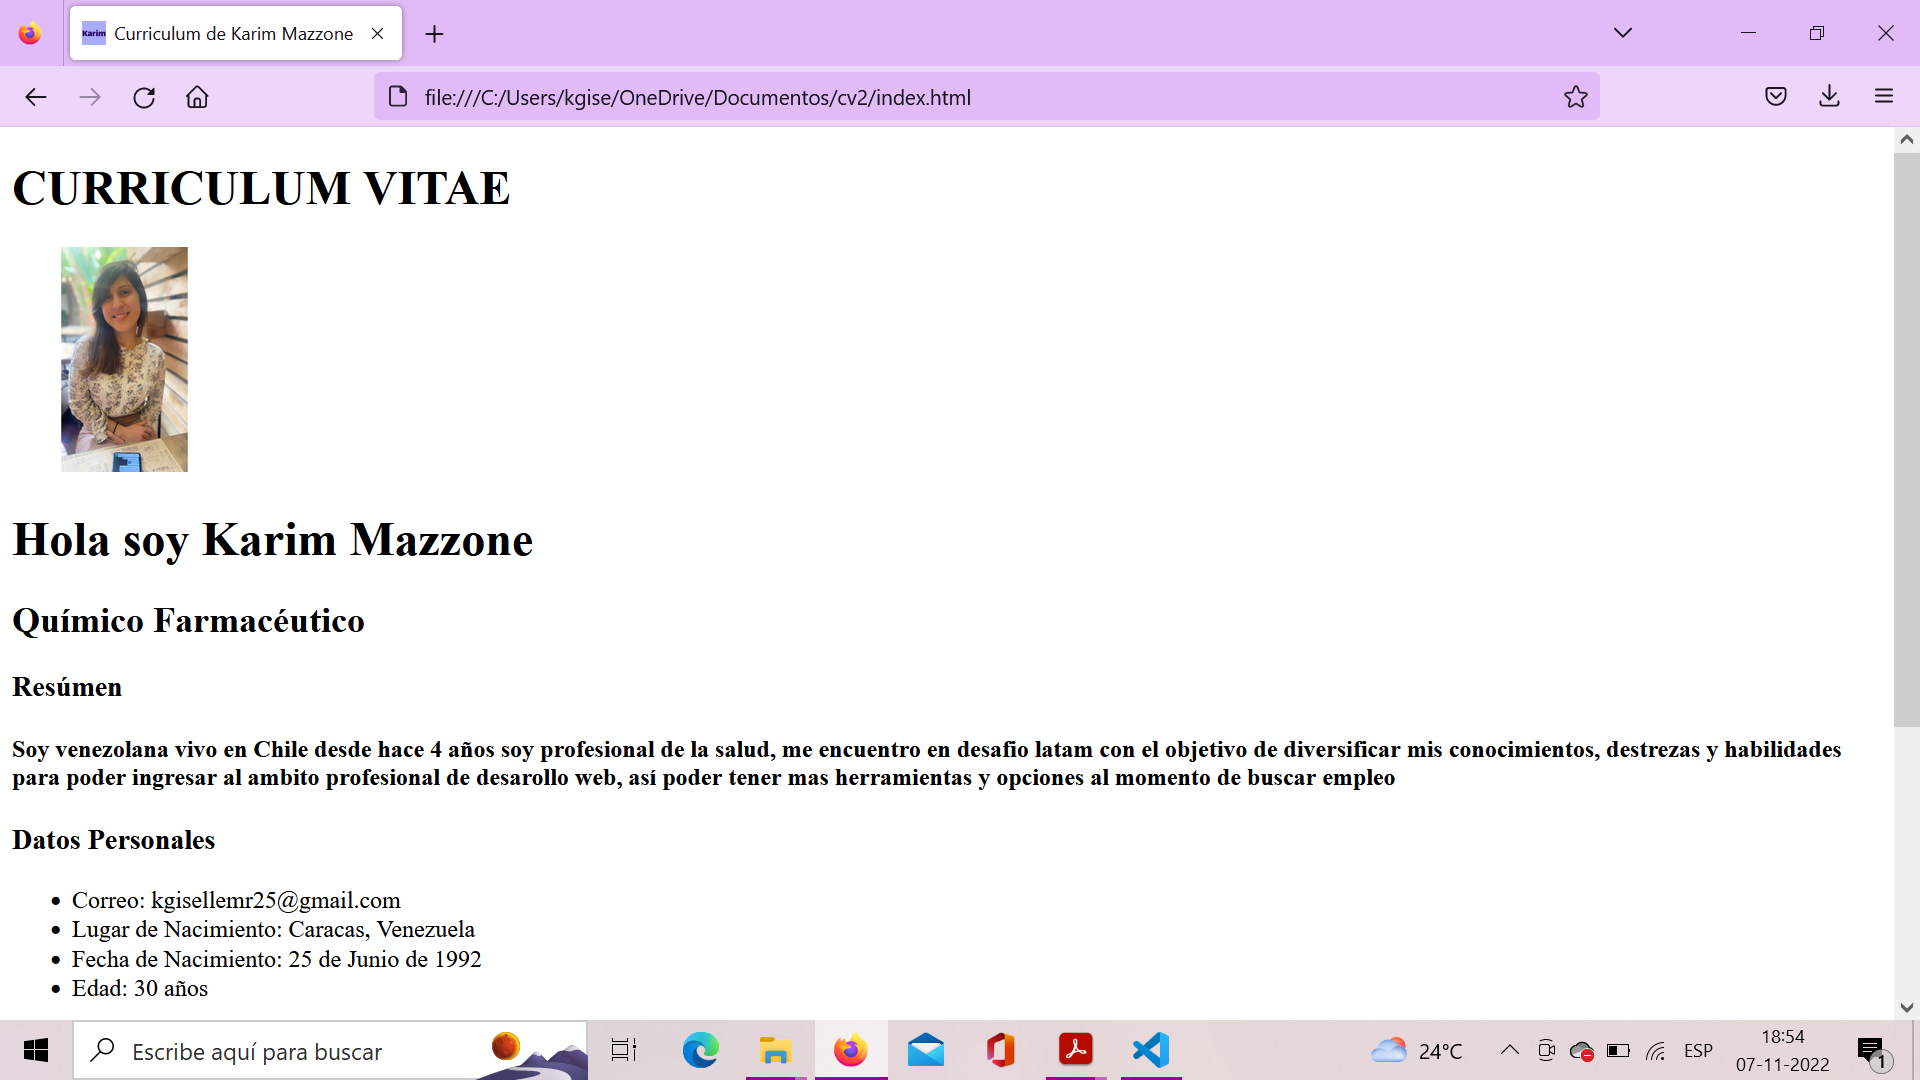 Karim Curriculum de Karim Mazzone
file:///C:/Users/kgise/OneDrive/Documentos/cv2/index.html
CURRICULUM VITAE
Hola soy Karim Mazzone
Químico Farmacéutico
Resúmen
Soy venezolana vivo en Chile desde hace 4 años soy profesional de la salud, me encuentro en desafio latam con el objetivo de diversificar mis conocimientos, destrezas y habilidades
para poder ingresar al ambito profesional de desarollo web, así poder tener mas herramientas y opciones al momento de buscar empleo
Datos Personales
Correo: kgisellemr25@gmail.com
Lugar de Nacimiento: Caracas, Venezuela
Fecha de Nacimiento: 25 de Junio de 1992
Edad: 30 años
Escribe aquí para buscar
24°C
ESP
18:54
07-11-2022
1